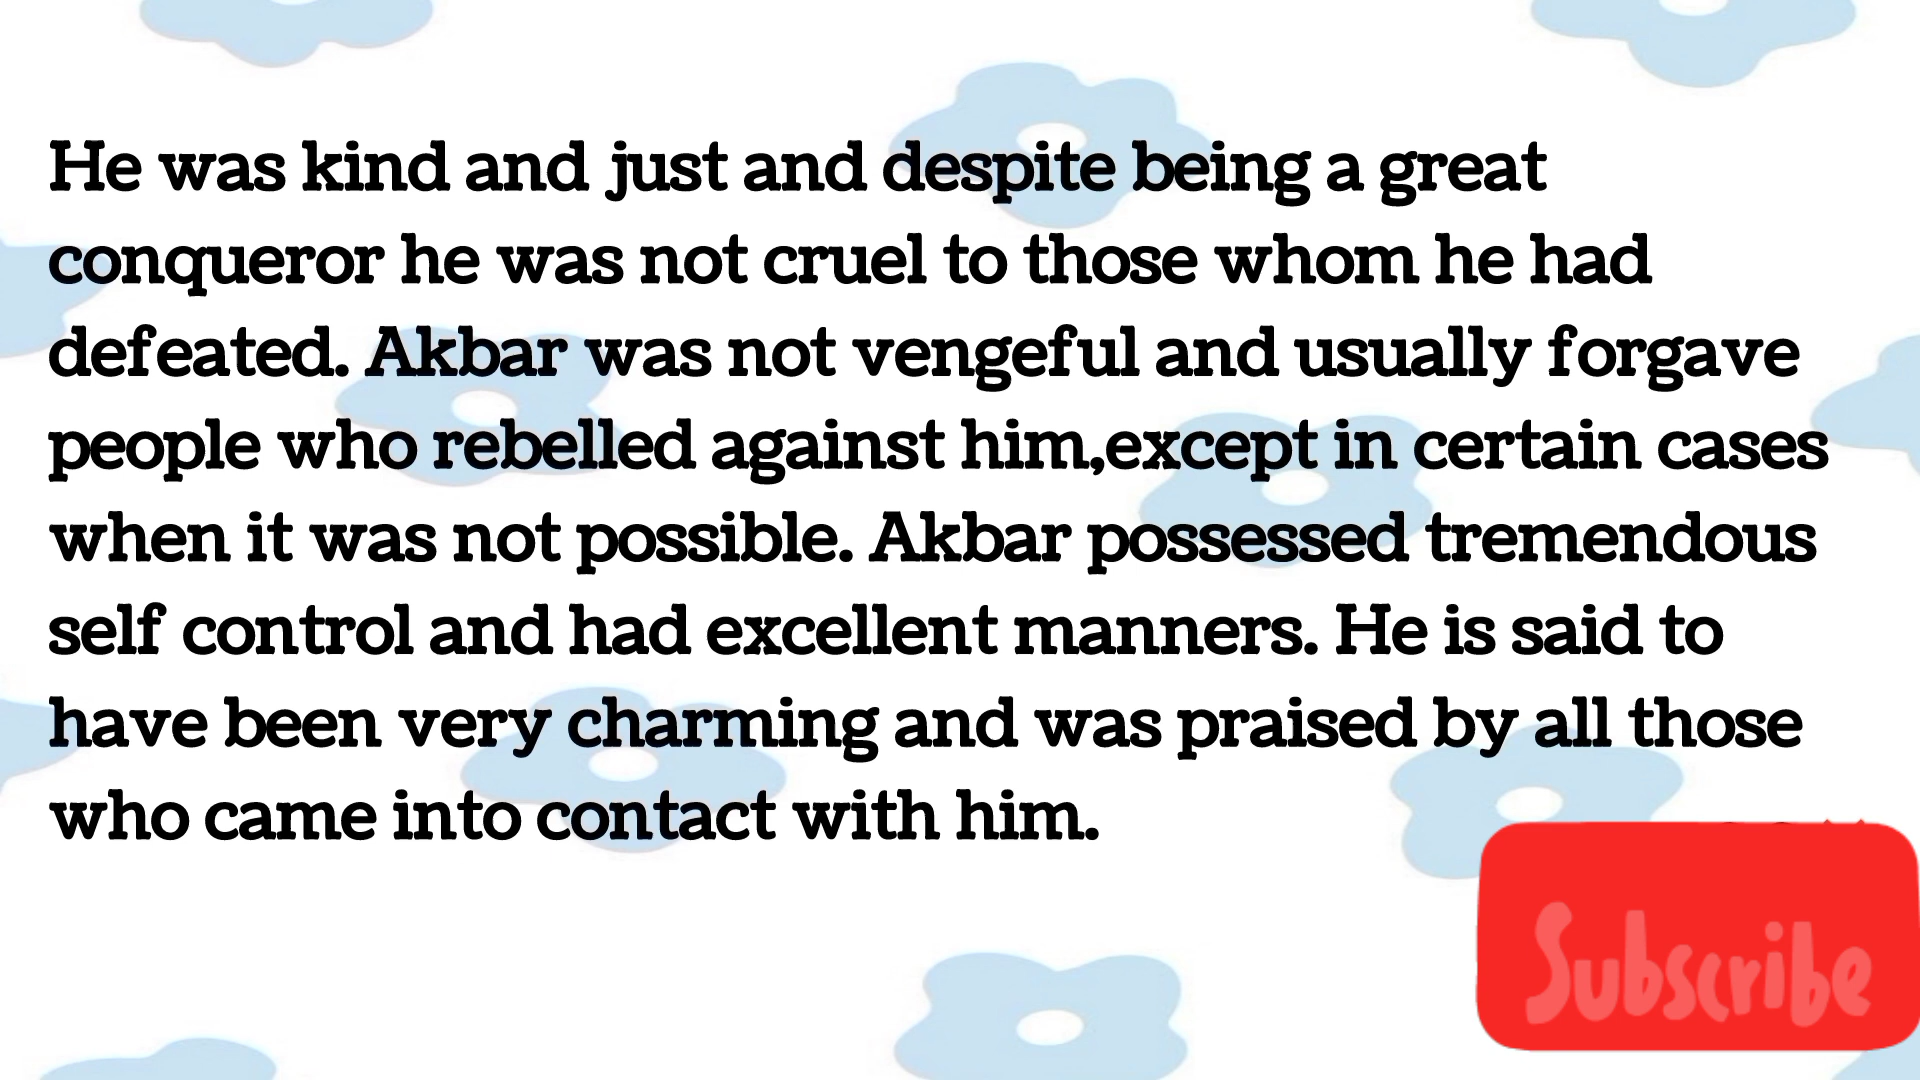 He was kind and just and despite being a great
conqueror he was not cruel to those whom he had
defeated. Akbar was not vengeful and usually forgave
people who rebelled against him,except in certain cases
when it was not possible. Akbar possessed tremendous
self control and had excellent manners. He is said to
have been very charming and was praised by all those
who came into contact with him.
Subscribe